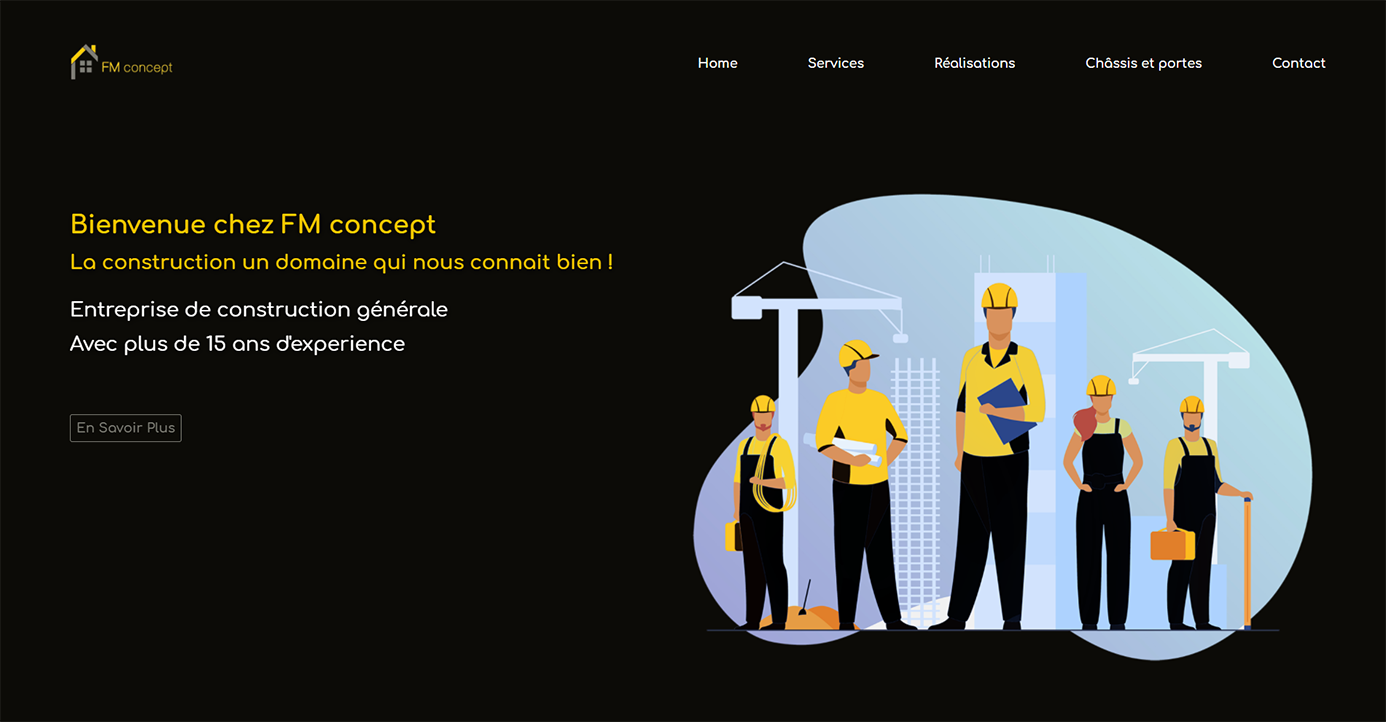 FM concept
Home
Services
Réalisations
Châssis et portes
Contact
Bienvenue chez FM concept
La construction un domaine qui nous connait bien !
Entreprise de construction générale
Avec plus de 15 ans d'experience
En Savoir Plus